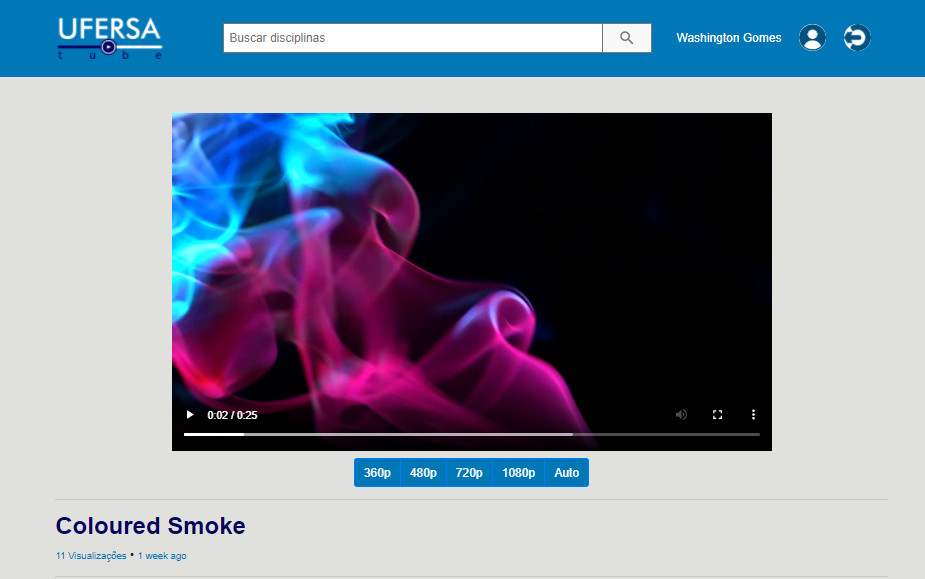 UFERSA
tube
Buscar disciplinas
Washington Gomes
0:02 / 0:25
360p 480p 720p 1080p Auto
Coloured Smoke
11 Visualizações • 1 week ago